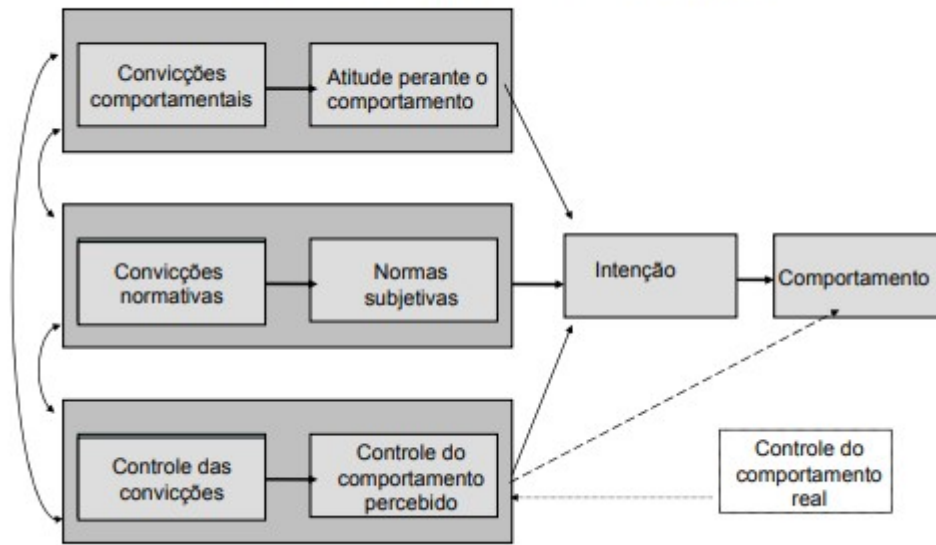 Convicções
comportamentais
Atitude perante o
comportamento
Convicções
normativas
Normas
subjetivas
Intenção
Comportamento
Controle das
convicções
Controle do
comportamento
percebido
Controle do
comportamento
real